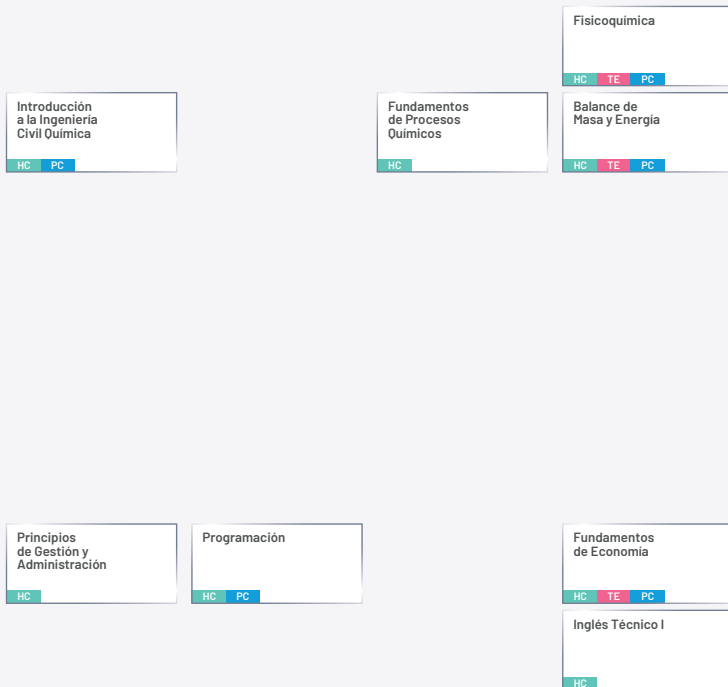 Fisicoquímica
HC TE PC
Introducción
a la Ingeniería
Civil Química
HC PC
Fundamentos
de Procesos
Químicos
HC
Balance de
Masa y Energía
HC TE PC
Principios
de Gestión y
Administración
HC
Programación
HC PC
Fundamentos
de Economía
HC TE PC
Inglés Técnico I
HC